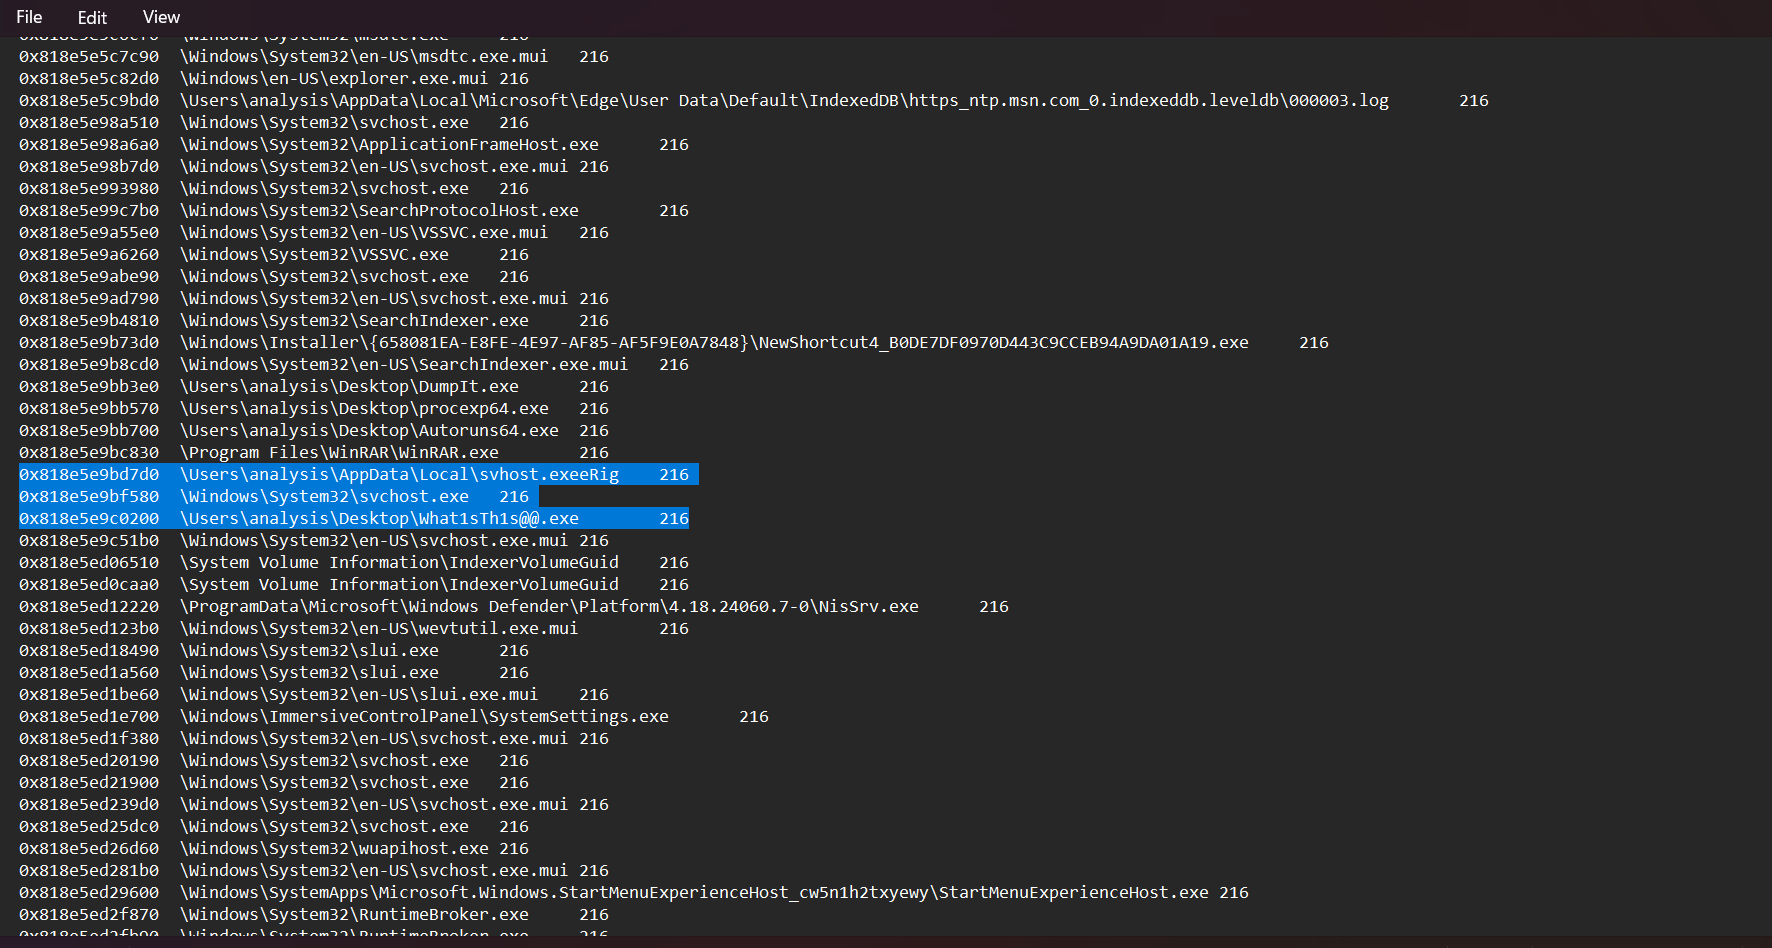 File Edit View
0x818e5e5c7c90 \Windows\System32\en-US\msdtc.exe.mui 216
0x818e5e5c82d0 \Windows\en-US\explorer.exe.mui 216
0x818e5e5c9bd0 \Users\analysis\AppData\Local\Microsoft\Edge\User Data\Default\IndexedDB\https_ntp.msn.com_0.indexeddb.leveldb\000003.log 216
0x818e5e98a510 \Windows\System32\svchost.exe 216
0x818e5e98a6a0 \Windows\System32\ApplicationFrameHost.exe 216
0x818e5e98b7d0 \Windows\System32\en-US\svchost.exe.mui 216
0x818e5e993980 \Windows\System32\svchost.exe 216
0x818e5e99c7b0 \Windows\System32\SearchProtocolHost.exe 216
0x818e5e9a55e0 \Windows\System32\en-US\VSSVC.exe.mui 216
0x818e5e9a6260 \Windows\System32\VSSVC.exe 216
0x818e5e9abe90 \Windows\System32\svchost.exe 216
0x818e5e9ad790 \Windows\System32\en-US\svchost.exe.mui 216
0x818e5e9b4810 \Windows\System32\SearchIndexer.exe 216
0x818e5e9b73d0 \Windows\Installer\{658081EA-E8FE-4E97-AF85-AF5F9E0A7848}\NewShortcut4_B0DE7DF0970D443C9CCEB94A9DA01A19.exe 216
0x818e5e9b8cd0 \Windows\System32\en-US\SearchIndexer.exe.mui 216
0x818e5e9bb3e0 \Users\analysis\Desktop\DumpIt.exe 216
0x818e5e9bb570 \Users\analysis\Desktop\procexp64.exe 216
0x818e5e9bb700 \Users\analysis\Desktop\Autoruns64.exe 216
0x818e5e9bc830 \Program Files\WinRAR\WinRAR.exe 216
0x818e5e9bd7d0 \Users\analysis\AppData\Local\svhost.exeeRig 216
0x818e5e9bf580 \Windows\System32\svchost.exe 216
0x818e5e9c0200 \Users\analysis\Desktop\What1sTh1s@@.exe 216
0x818e5e9c51b0 \Windows\System32\en-US\svchost.exe.mui 216
0x818e5ed06510 \System Volume Information\IndexerVolumeGuid 216
0x818e5ed0caa0 \System Volume Information\IndexerVolumeGuid 216
0x818e5ed12220 \ProgramData\Microsoft\Windows Defender\Platform\4.18.24060.7-0\NisSrv.exe 216
0x818e5ed123b0 \Windows\System32\en-US\wevtutil.exe.mui 216
0x818e5ed18490 \Windows\System32\slui.exe 216
0x818e5ed1a560 \Windows\System32\slui.exe 216
0x818e5ed1be60 \Windows\System32\en-US\slui.exe.mui 216
0x818e5ed1e700 \Windows\ImmersiveControlPanel\SystemSettings.exe 216
0x818e5ed1f380 \Windows\System32\en-US\svchost.exe.mui 216
0x818e5ed20190 \Windows\System32\svchost.exe 216
0x818e5ed21900 \Windows\System32\svchost.exe 216
0x818e5ed239d0 \Windows\System32\en-US\svchost.exe.mui 216
0x818e5ed25dc0 \Windows\System32\svchost.exe 216
0x818e5ed26d60 \Windows\System32\wuapihost.exe 216
0x818e5ed281b0 \Windows\System32\en-US\svchost.exe.mui 216
0x818e5ed29600 \Windows\SystemApps\Microsoft.Windows.StartMenuExperienceHost_cw5n1h2txyewy\StartMenuExperienceHost.exe 216
0x818e5ed2f870 \Windows\System32\RuntimeBroker.exe 216